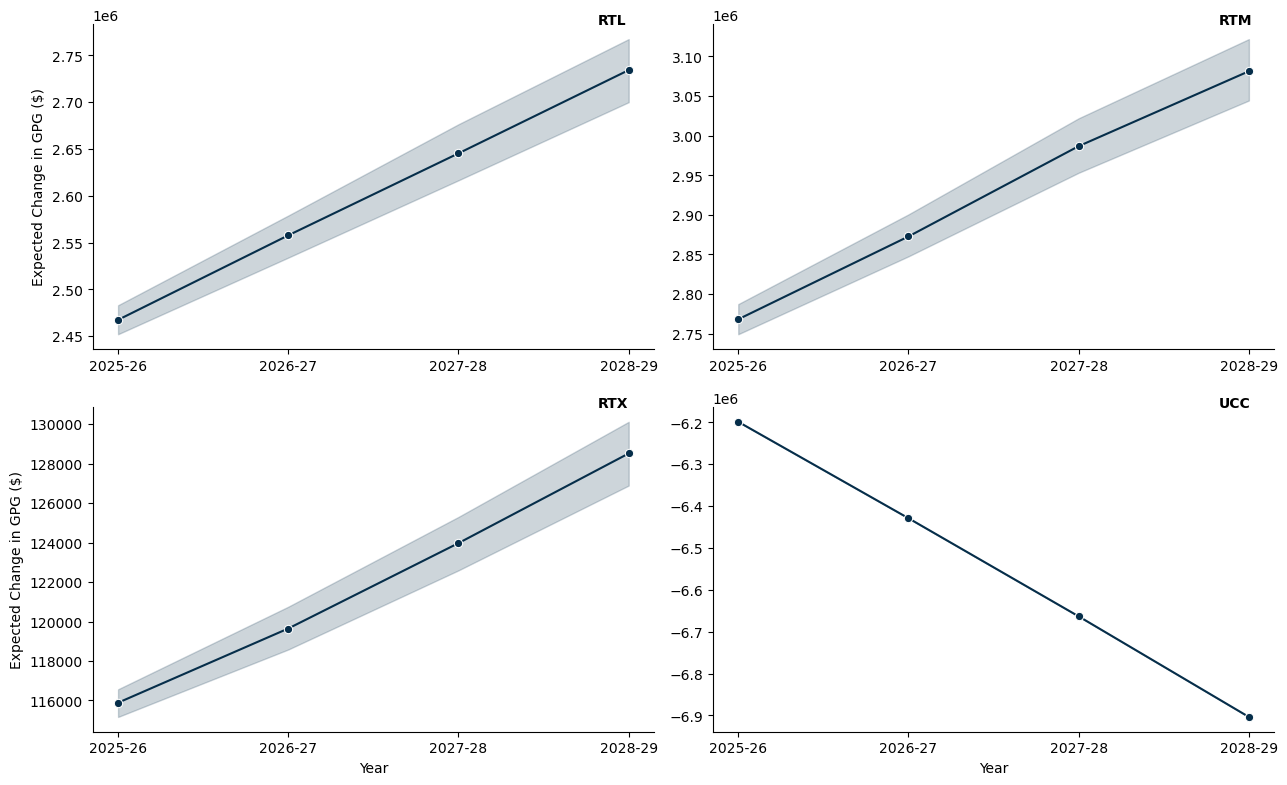 1e6
RTL
Expected Change in GPG ($)
2.75
2.70
2.65
2.60
2.55
2.50
2.45
2025-26 2026-27 2027-28 2028-29
1e6
RTM
3.10
3.05
3.00
2.95
2.90
2.85
2.80
2.75
2025-26 2026-27 2027-28 2028-29
RTX
Expected Change in GPG ($)
130000
128000
126000
124000
122000
120000
118000
116000
2025-26 2026-27 2027-28 2028-29
Year
1e6
UCC
−6.2
−6.3
−6.4
−6.5
−6.6
−6.7
−6.8
−6.9
2025-26 2026-27 2027-28 2028-29
Year